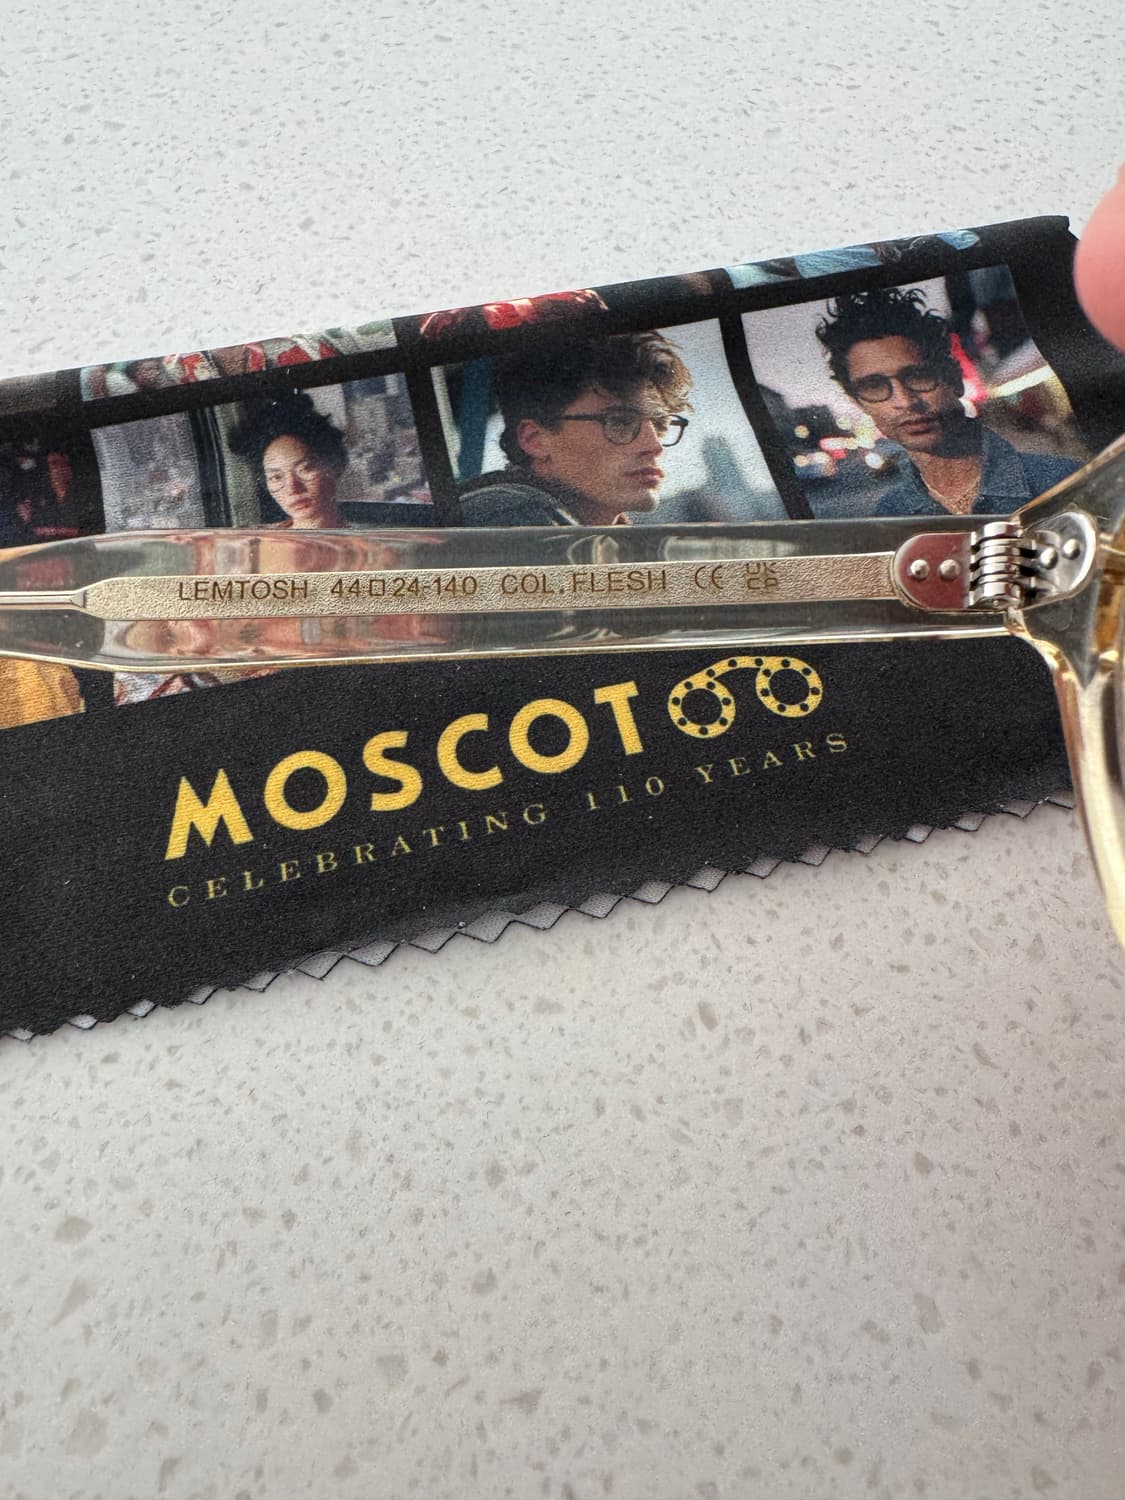 LEMTOSH 44□24-140 COL.FLESH CE UK CA
MOSCOT
CELEBRATING 110 YEARS